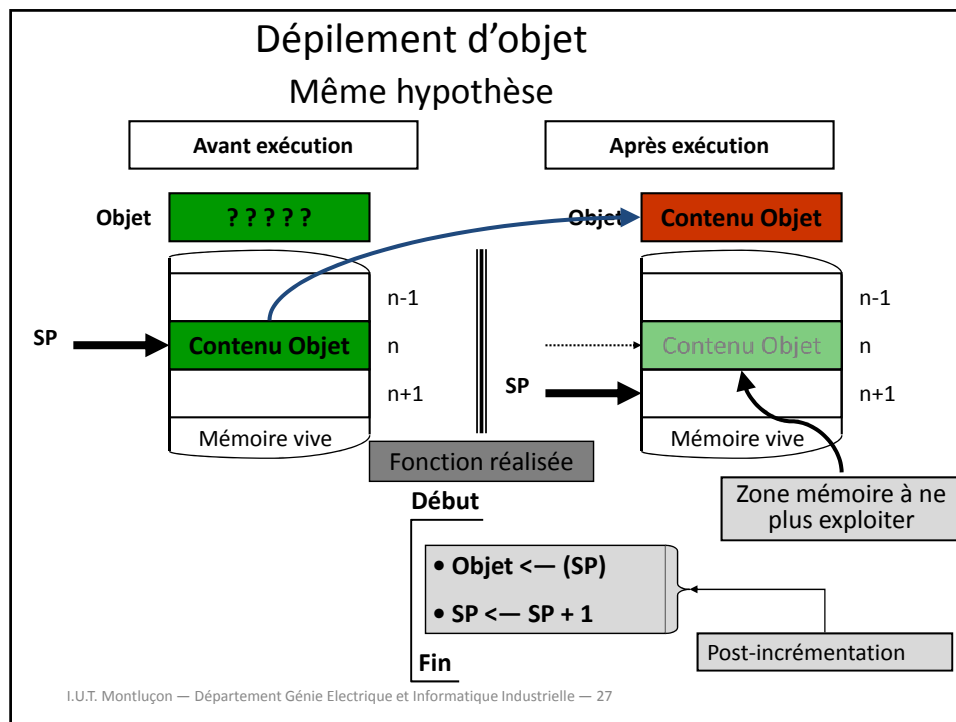 Dépilement d'objet
Même hypothèse
Avant exécution
Après exécution
Objet
? ? ? ? ?
Objet
Contenu Objet
n-1
n-1
SP
Contenu Objet
n
Contenu Objet
n
n+1
SP
n+1
Mémoire vive
Mémoire vive
Fonction réalisée
Zone mémoire à ne
plus exploiter
Début
• Objet <— (SP)
• SP <— SP + 1
Post-incrémentation
Fin
I.U.T. Montluçon — Département Génie Electrique et Informatique Industrielle — 27